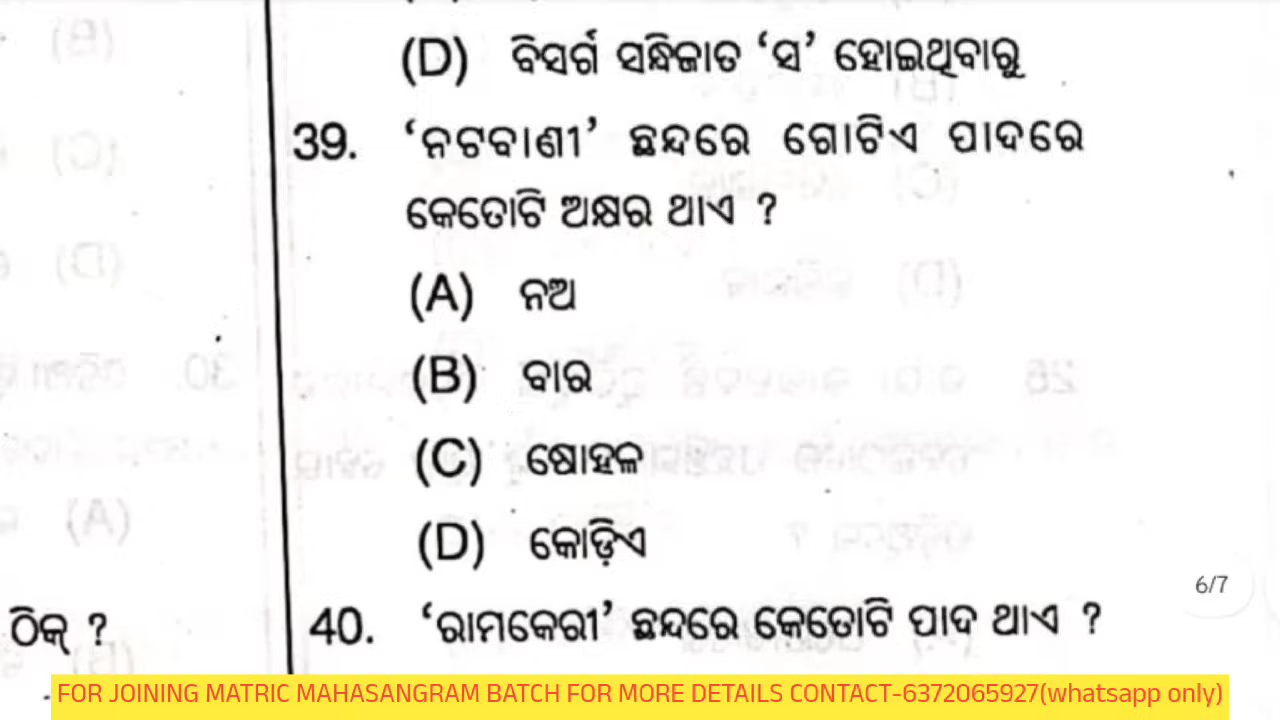 (D) ବିସର୍ଗ ସନ୍ଧିଜାତ ‘ସ’ ହୋଇଥିବାରୁ
39. ‘ନଟବାଣୀ’ ଛନ୍ଦରେ ଗୋଟିଏ ପାଦରେ
କେତୋଟି ଅକ୍ଷର ଥାଏ ?
(A) ନଅ
(B) ବାର
(C) ଷୋହଳ
(D) କୋଡ଼ିଏ
6/7
ଠିକ୍ ?
40. ‘ରାମକେରୀ’ ଛନ୍ଦରେ କେତୋଟି ପାଦ ଥାଏ ?
FOR JOINING MATRIC MAHASANGRAM BATCH FOR MORE DETAILS CONTACT-6372065927(whatsapp only)